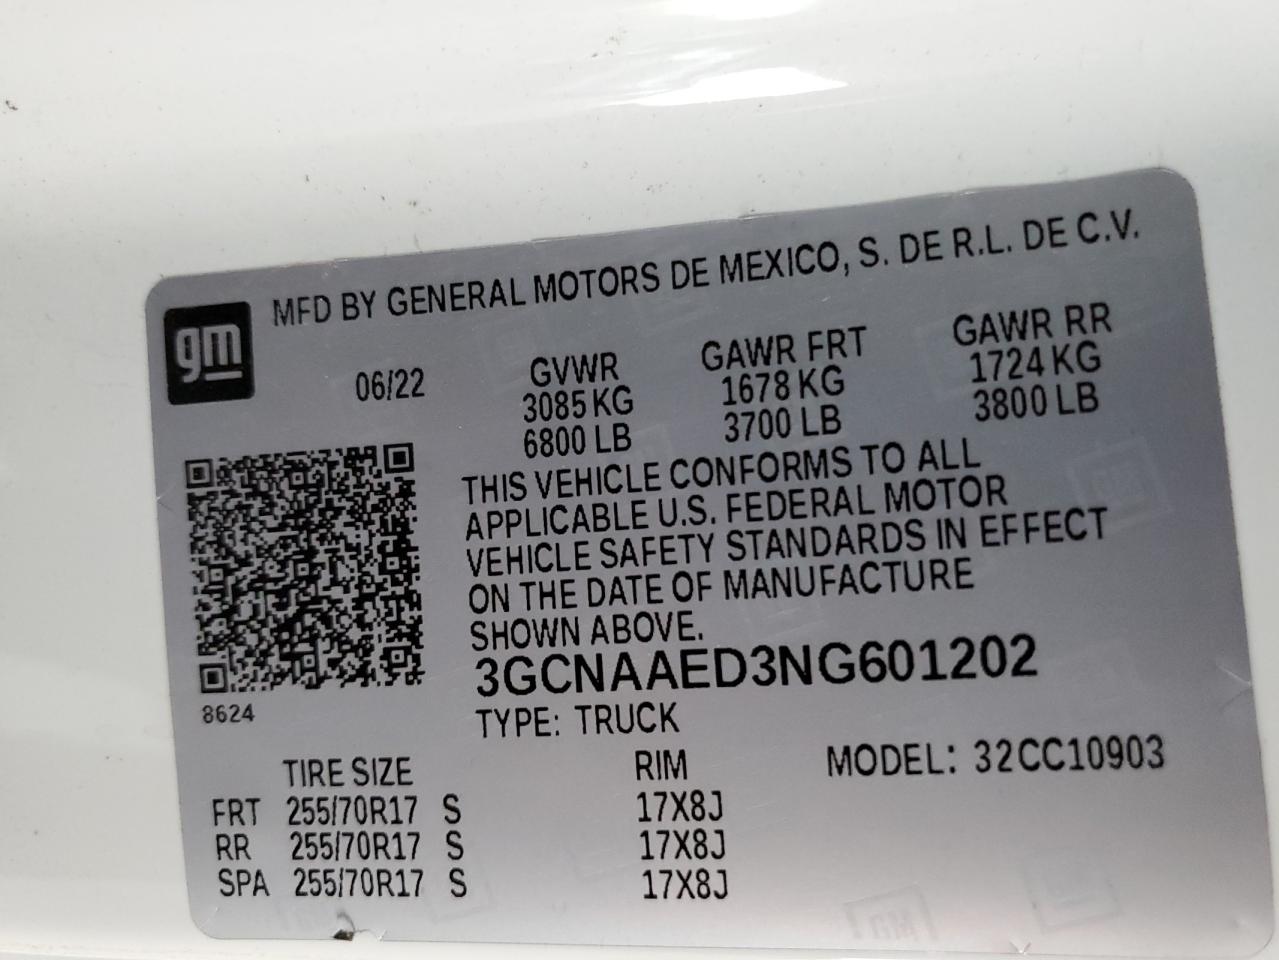 gm
MFD BY GENERAL MOTORS DE MEXICO, S. DE R.L. DE C.V.
06/22
GVWR
3085 KG
6800 LB
GAWR FRT
1678 KG
3700 LB
GAWR RR
1724 KG
3800 LB
THIS VEHICLE CONFORMS TO ALL
APPLICABLE U.S. FEDERAL MOTOR
VEHICLE SAFETY STANDARDS IN EFFECT
ON THE DATE OF MANUFACTURE
SHOWN ABOVE.
3GCNAAED3NG601202
8624
TYPE: TRUCK
MODEL: 32CC10903
TIRE SIZE RIM
FRT 255/70R17 S 17X8J
RR 255/70R17 S 17X8J
SPA 255/70R17 S 17X8J